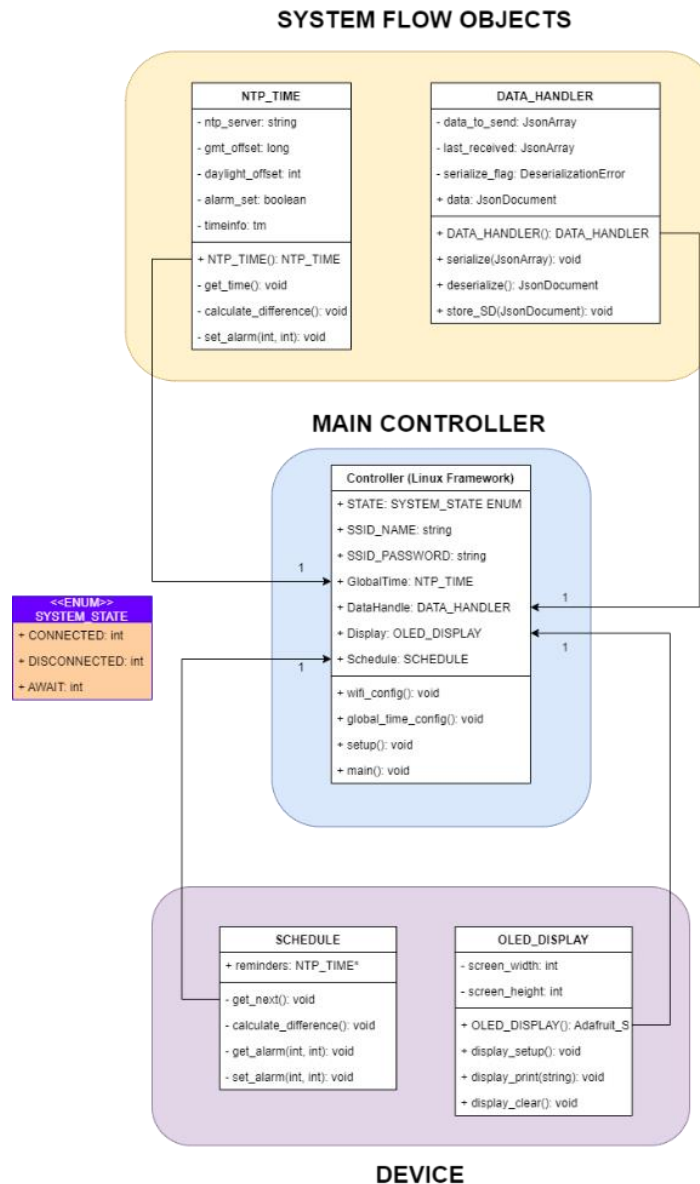 SYSTEM FLOW OBJECTS
NTP_TIME
- ntp_server: string
- gmt_offset: long
- daylight_offset: int
- alarm_set: boolean
- timeinfo: tm
+ NTP_TIME(): NTP_TIME
- get_time(): void
- calculate_difference(): void
- set_alarm(int, int): void
DATA_HANDLER
- data_to_send: JsonArray
- last_received: JsonArray
- serialize_flag: DeserializationError
+ data: JsonDocument
+ DATA_HANDLER(): DATA_HANDLER
+ serialize(JsonArray): void
+ deserialize(): JsonDocument
+ store_SD(JsonDocument): void
MAIN CONTROLLER
Controller (Linux Framework)
+ STATE: SYSTEM_STATE ENUM
+ SSID_NAME: string
+ SSID_PASSWORD: string
+ GlobalTime: NTP_TIME
+ DataHandle: DATA_HANDLER
+ Display: OLED_DISPLAY
+ Schedule: SCHEDULE
+ wifi_config(): void
+ global_time_config(): void
+ setup(): void
+ main(): void
1
1
1
1
<<ENUM>>
SYSTEM_STATE
+ CONNECTED: int
+ DISCONNECTED: int
+ AWAIT: int
SCHEDULE
+ reminders: NTP_TIME*
- get_next(): void
- calculate_difference(): void
- get_alarm(int, int): void
- set_alarm(int, int): void
OLED_DISPLAY
- screen_width: int
- screen_height: int
+ OLED_DISPLAY(): Adafruit_S
+ display_setup(): void
+ display_print(string): void
+ display_clear(): void
DEVICE